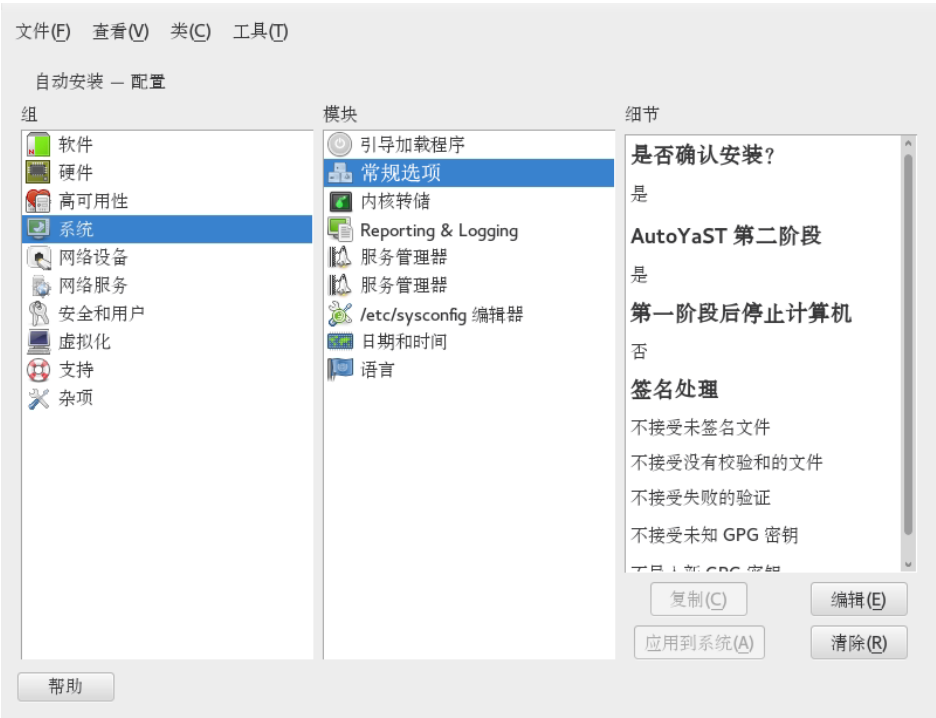 文件(F) 查看(V) 类(C) 工具(T)
自动安装 — 配置
组
软件
硬件
高可用性
系统
网络设备
网络服务
安全和用户
虚拟化
支持
杂项
模块
引导加载程序
常规选项
内核转储
Reporting & Logging
服务管理器
服务管理器
/etc/sysconfig 编辑器
日期和时间
语言
细节
是否确认安装?
是
AutoYaST 第二阶段
是
第一阶段后停止计算机
否
签名处理
不接受未签名文件
不接受没有校验和的文件
不接受失败的验证
不接受未知 GPG 密钥
复制(C) 编辑(E)
应用到系统(A) 清除(R)
帮助